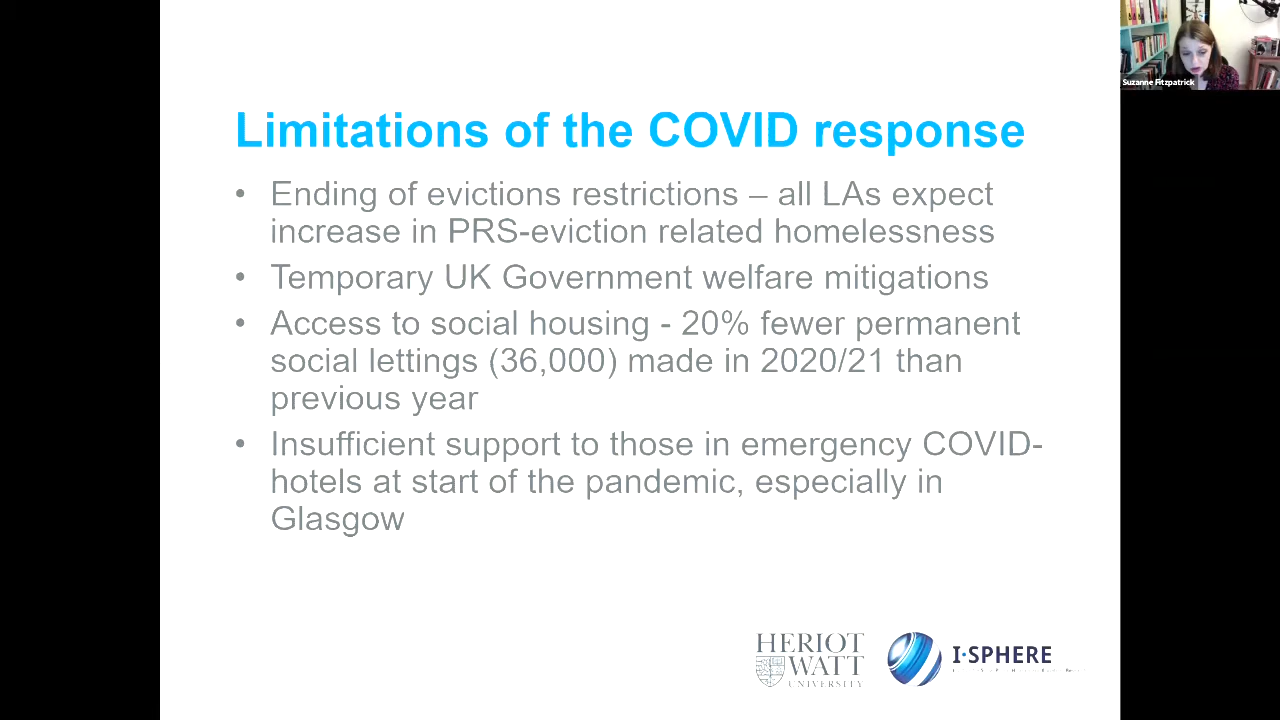 Suzanne Fitzpatrick
Limitations of the COVID response
• Ending of evictions restrictions – all LAs expect
increase in PRS-eviction related homelessness
• Temporary UK Government welfare mitigations
• Access to social housing - 20% fewer permanent
social lettings (36,000) made in 2020/21 than
previous year
• Insufficient support to those in emergency COVID-
hotels at start of the pandemic, especially in
Glasgow
HERIOT
WATT
UNIVERSITY
I·SPHERE